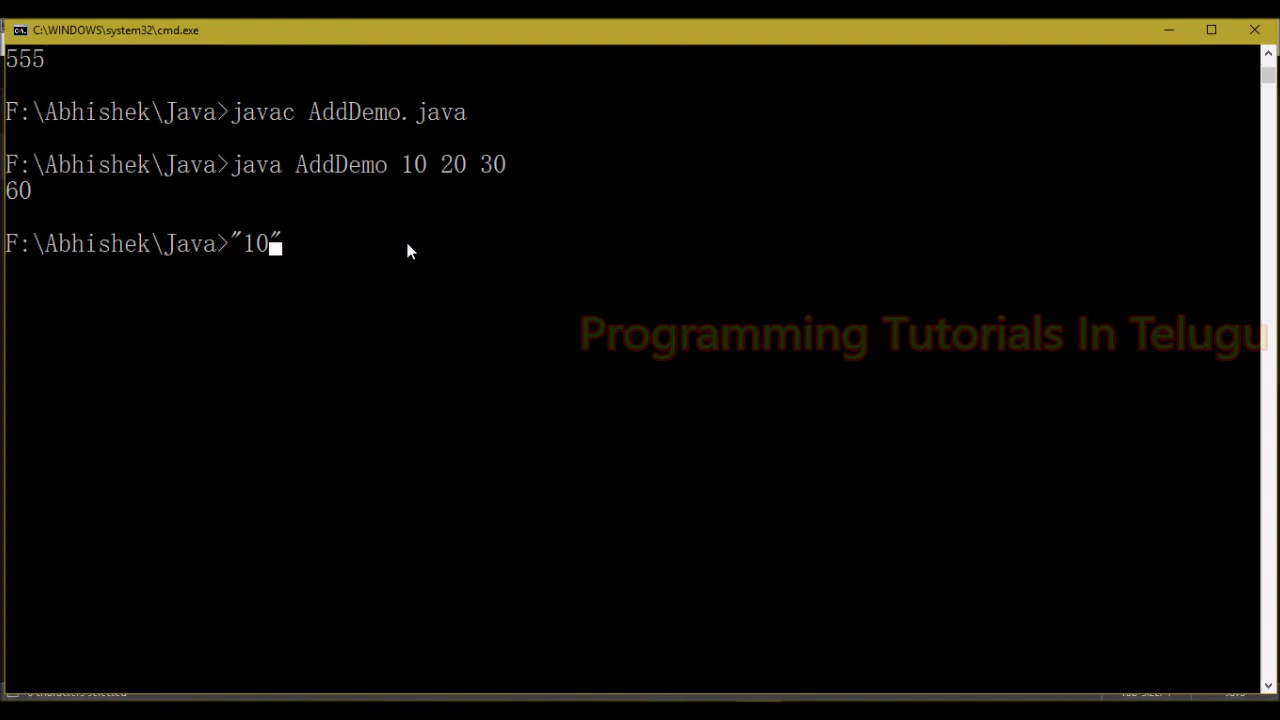 C:\WINDOWS\system32\cmd.exe
555
F:\Abhishek\Java>javac AddDemo.java
F:\Abhishek\Java>java AddDemo 10 20 30
60
F:\Abhishek\Java>"10"
Programming Tutorials In Telugu